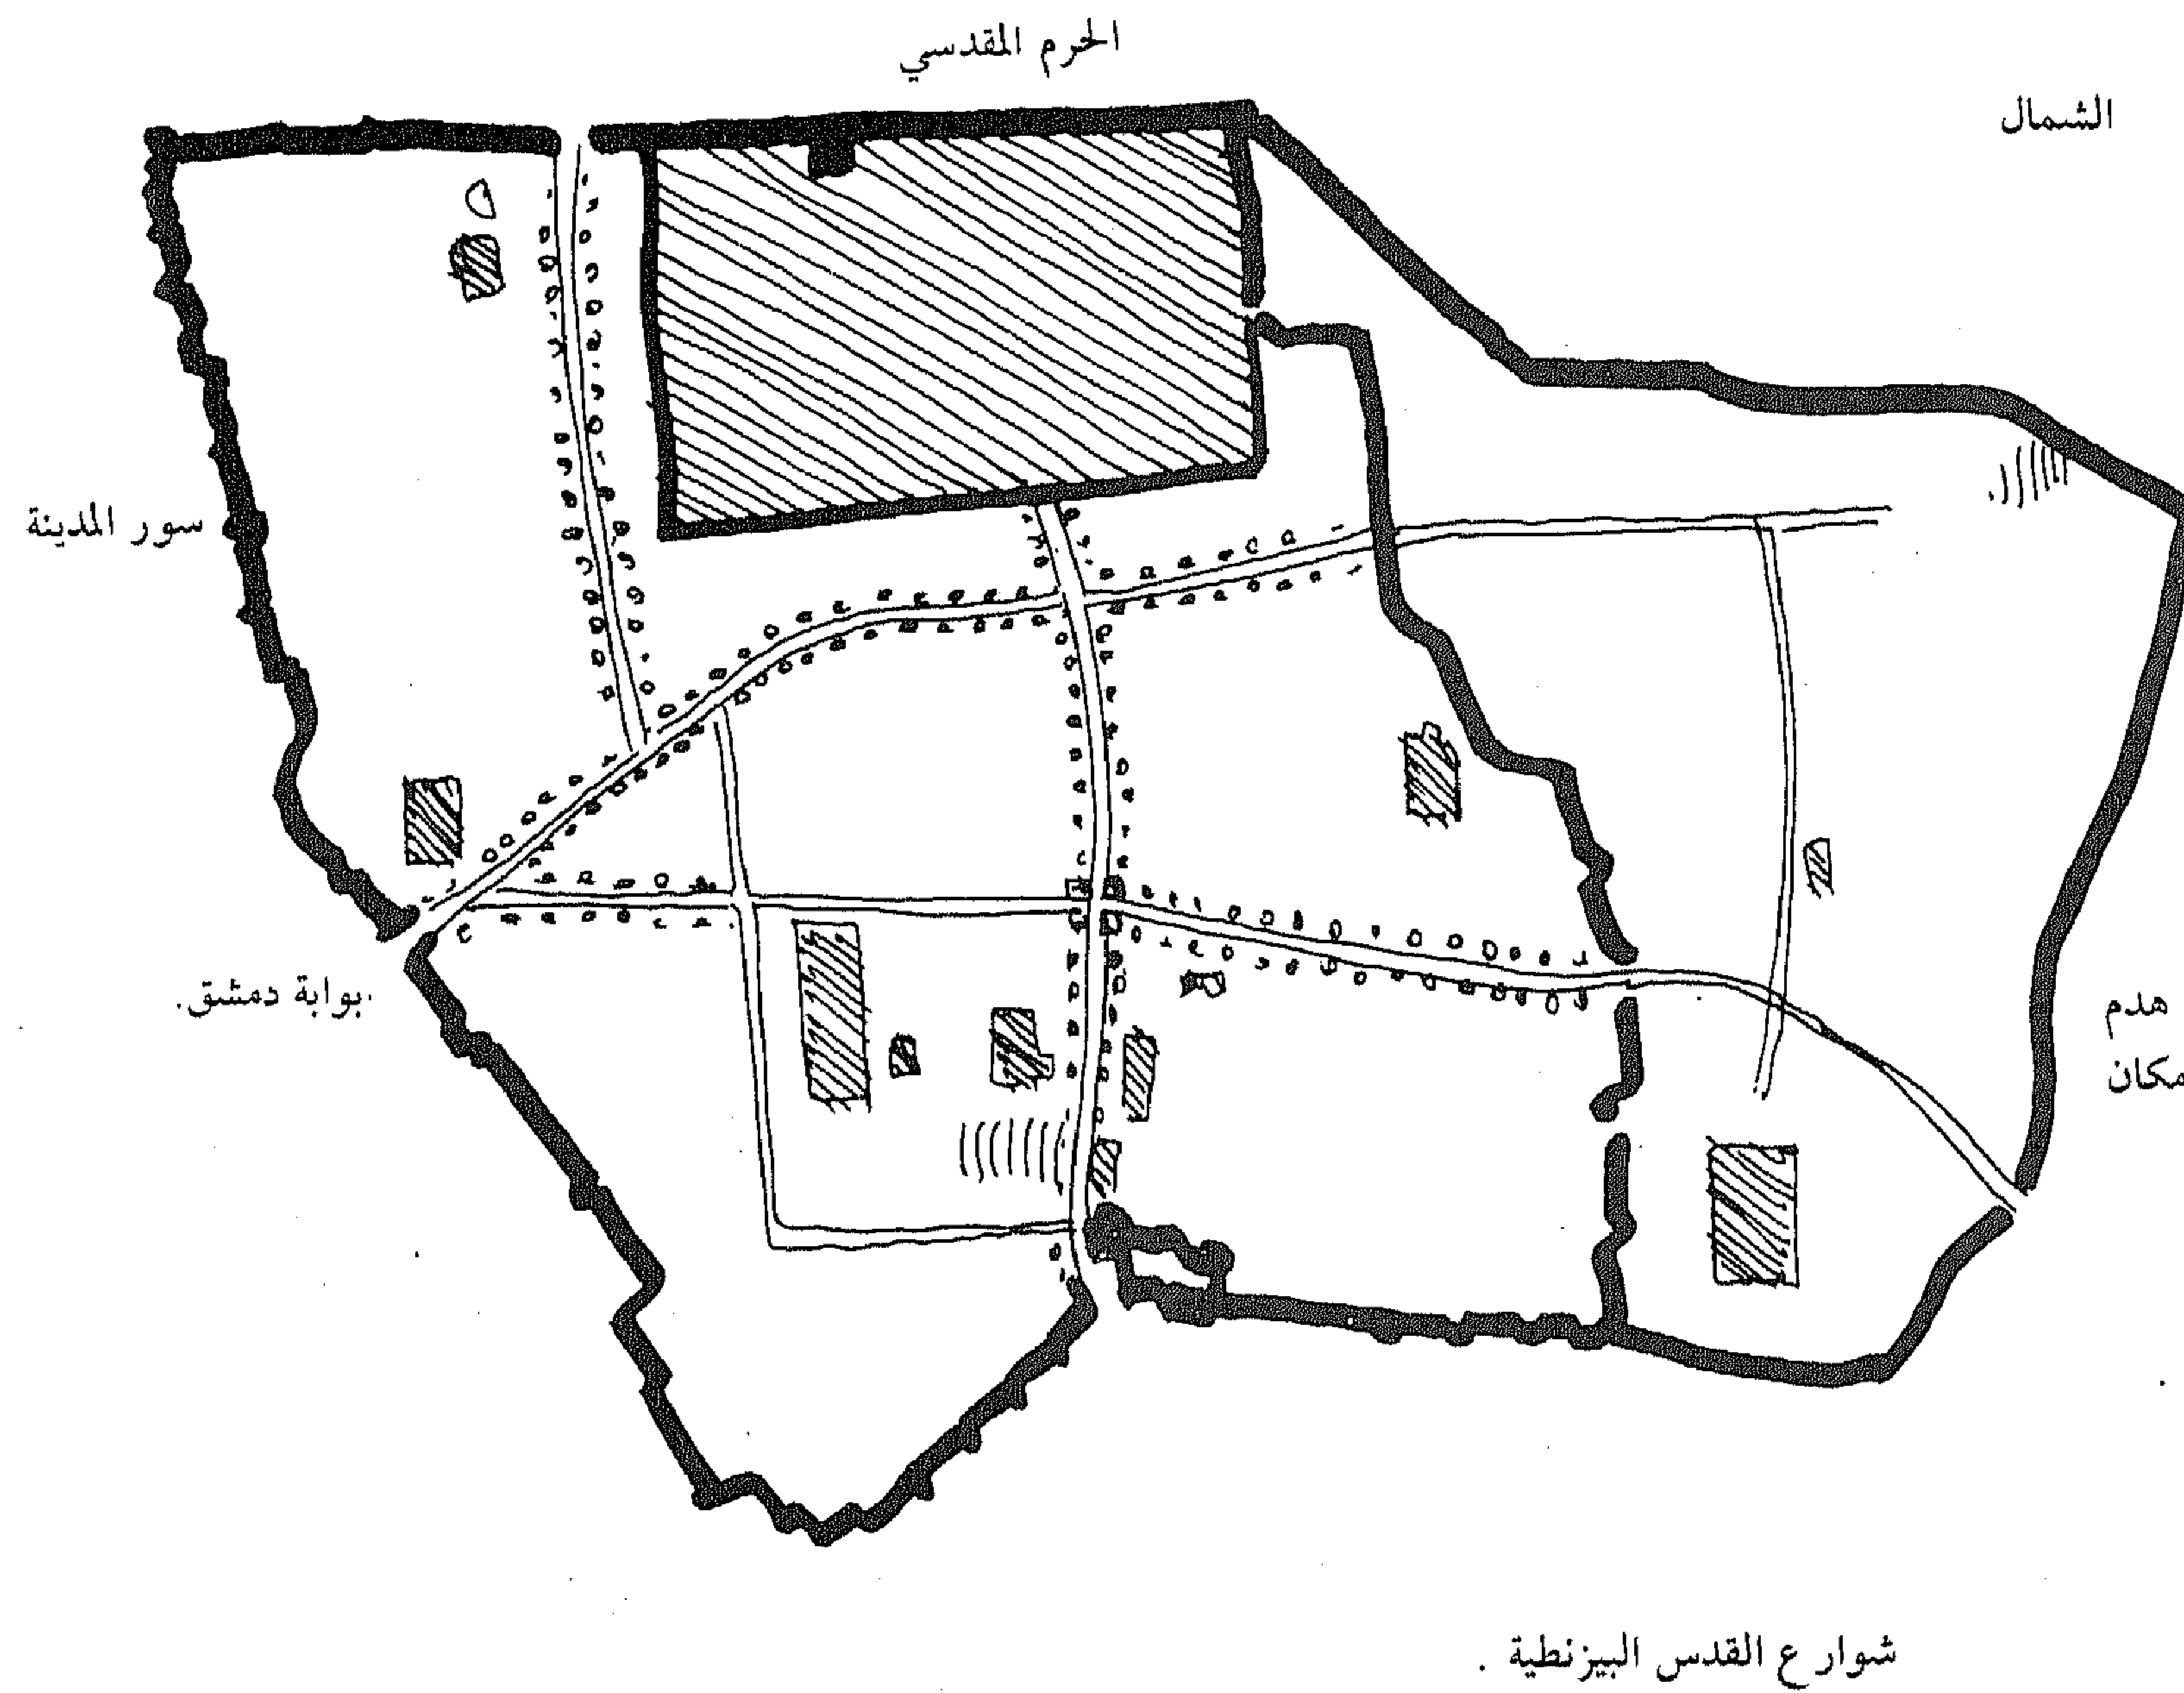 الحرم المقدسي
الشمال
سور المدينة
بوابة دمشق.
هدم
مكان
شوارع القدس البيزنطية .